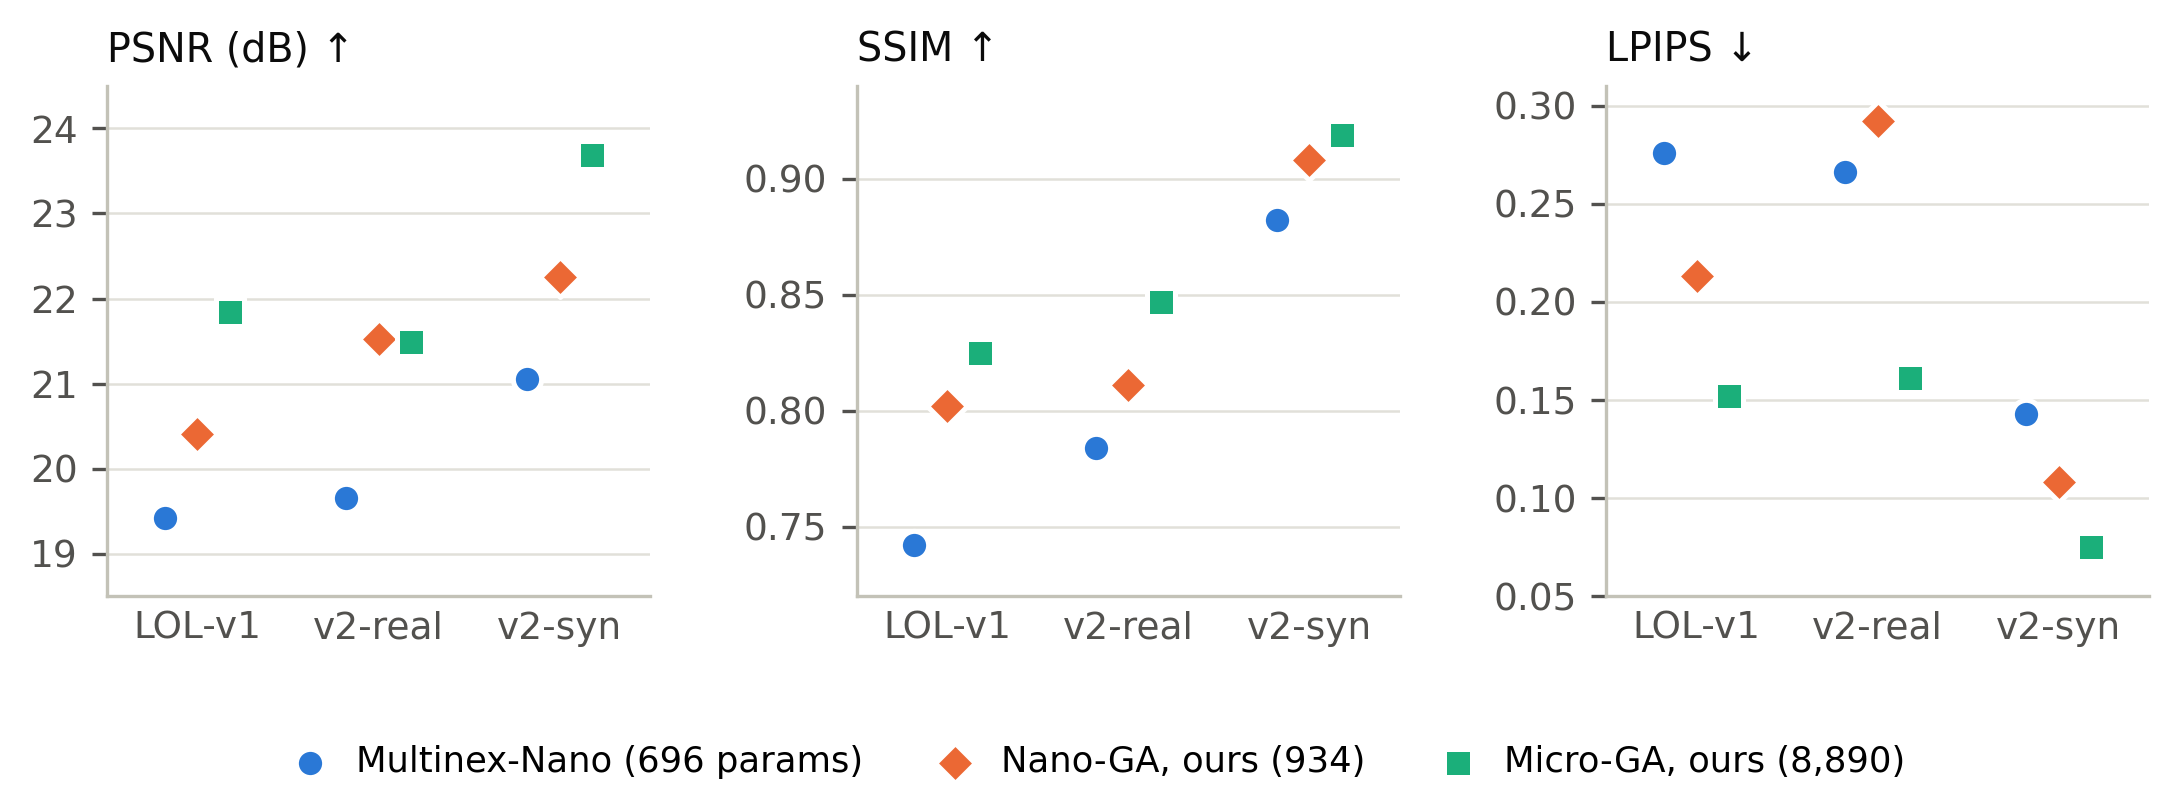 PSNR (dB) ↑
24
23
22
21
20
19
LOL-v1 v2-real v2-syn
SSIM ↑
0.90
0.85
0.80
0.75
LOL-v1 v2-real v2-syn
LPIPS ↓
0.30
0.25
0.20
0.15
0.10
0.05
LOL-v1 v2-real v2-syn
Multinex-Nano (696 params) Nano-GA, ours (934) Micro-GA, ours (8,890)